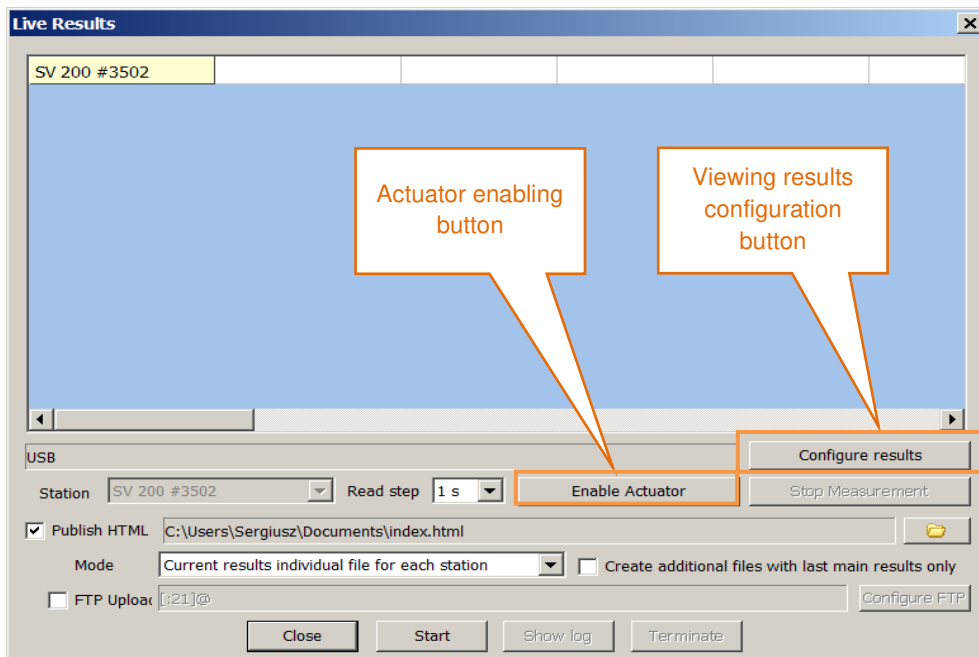 Live Results
SV 200 #3502
Actuator enabling
button
Viewing results
configuration
button
USB
Configure results
Station SV 200 #3502 Read step 1 s Enable Actuator Stop Measurement
Publish HTML C:\Users\Sergiusz\Documents\index.html
Mode Current results individual file for each station Create additional files with last main results only
FTP Upload [:21]@ Configure FTP
Close Start Show log Terminate